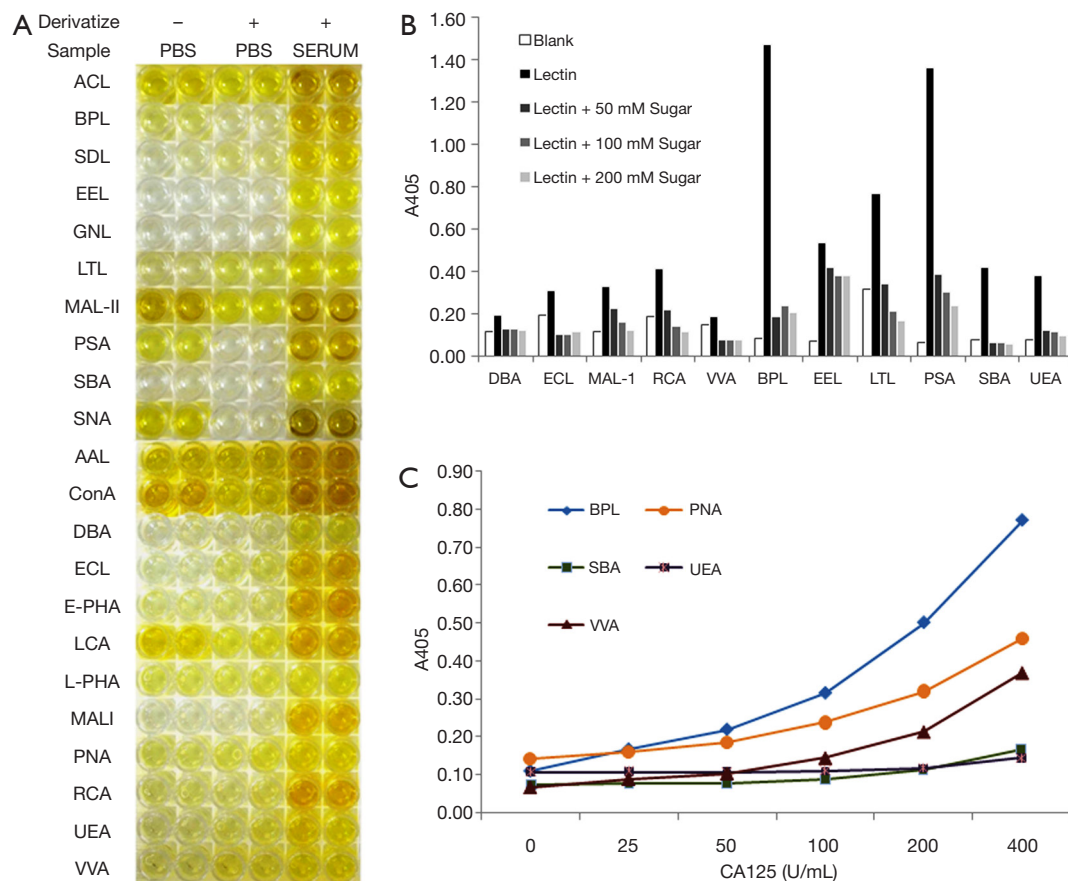 A
Derivatize − + +
Sample PBS PBS SERUM
ACL
BPL
SDL
EEL
GNL
LTL
MAL-II
PSA
SBA
SNA
AAL
ConA
DBA
ECL
E-PHA
LCA
L-PHA
MALI
PNA
RCA
UEA
VVA
B
A405
1.60
1.40
1.20
1.00
0.80
0.60
0.40
0.20
0.00
Blank
Lectin
Lectin + 50 mM Sugar
Lectin + 100 mM Sugar
Lectin + 200 mM Sugar
DBA ECL MAL-1 RCA VVA BPL EEL LTL PSA SBA UEA
C
A405
0.90
0.80
0.70
0.60
0.50
0.40
0.30
0.20
0.10
0.00
BPL PNA
SBA UEA
VVA
0 25 50 100 200 400
CA125 (U/mL)